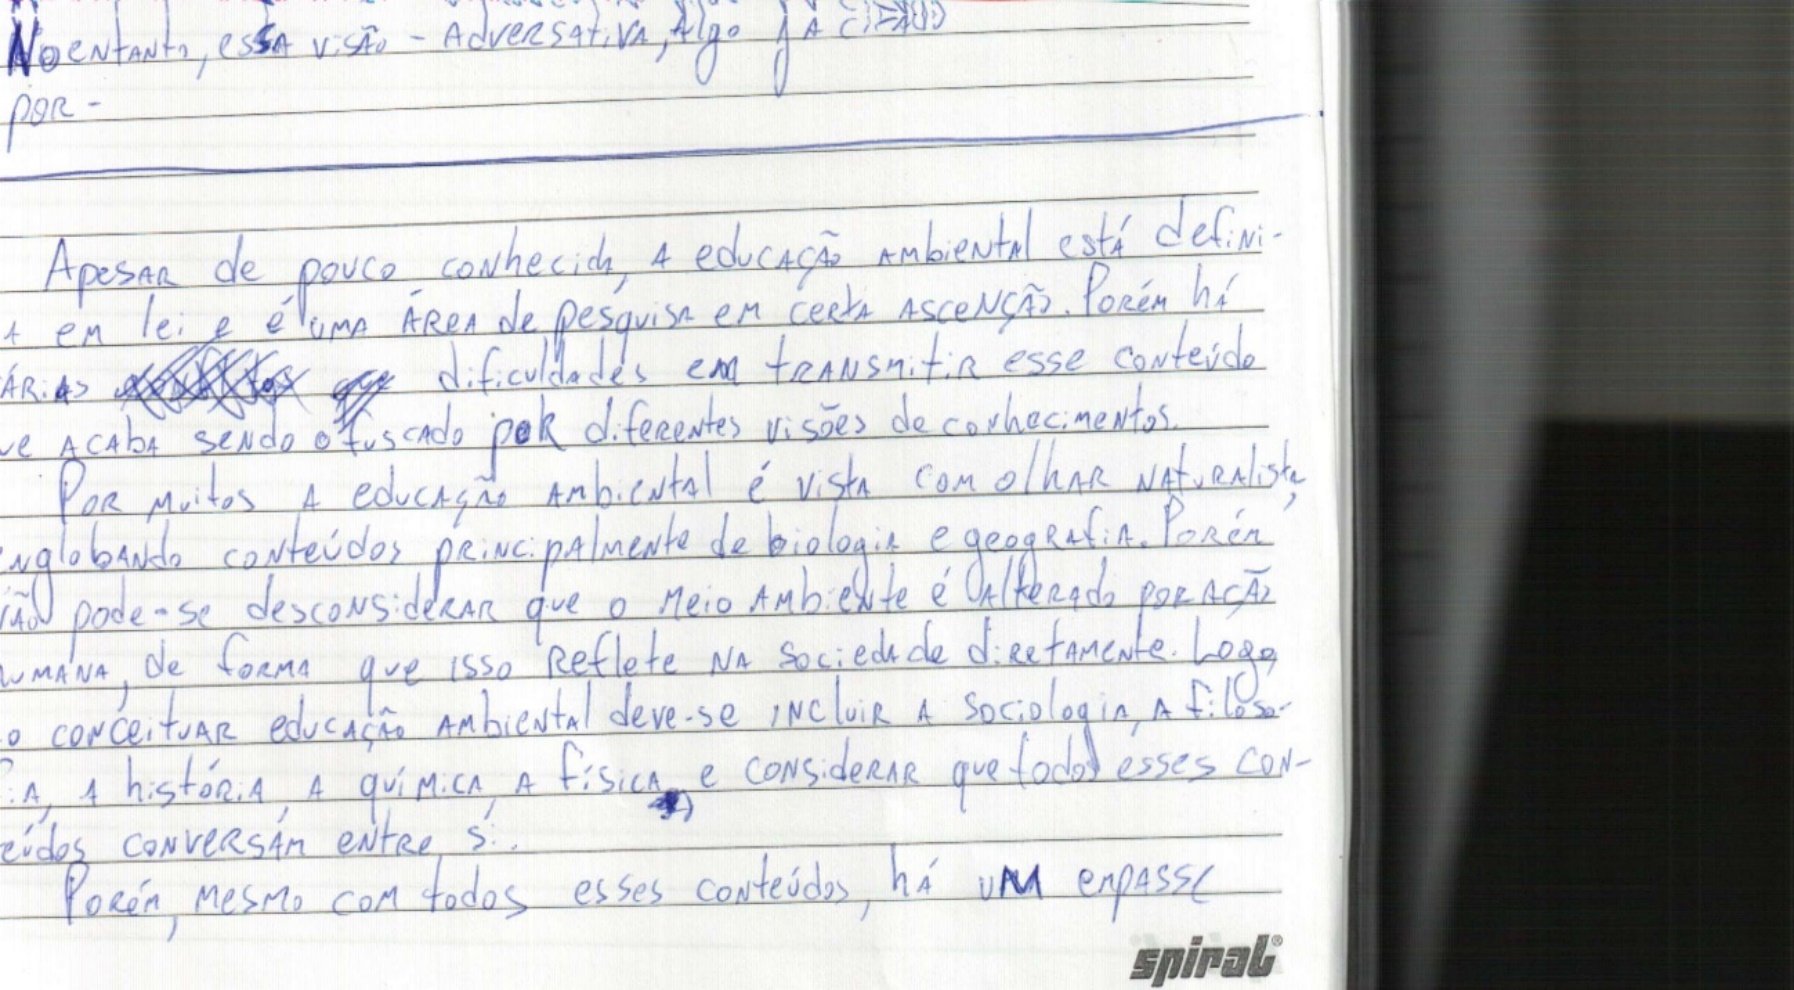 No entanto, essa visão - Adversativa, Algo já citado
por -
Apesar de pouco conhecida, a educação ambiental está defini-
a em lei e é uma área de pesquisa em certa ascenção. Porém há
árias dificuldades em transmitir esse conteúdo
ue acaba sendo ofuscado por diferentes visões de conhecimentos.
Por muitos a educação ambiental é vista com olhar naturalista,
nglobando conteúdos principalmente de biologia e geografia. Porém
ão pode-se desconsiderar que o meio ambiente é alterado por ação
umana, de forma que isso reflete na sociedade diretamente. Logo
o conceituar educação ambiental deve-se incluir a sociologia, a filoso-
ia, a história, a química, a física, e considerar que todos esses con-
eúdos conversam entre si.
Porém, mesmo com todos esses conteúdos, há um empasse
spiral®